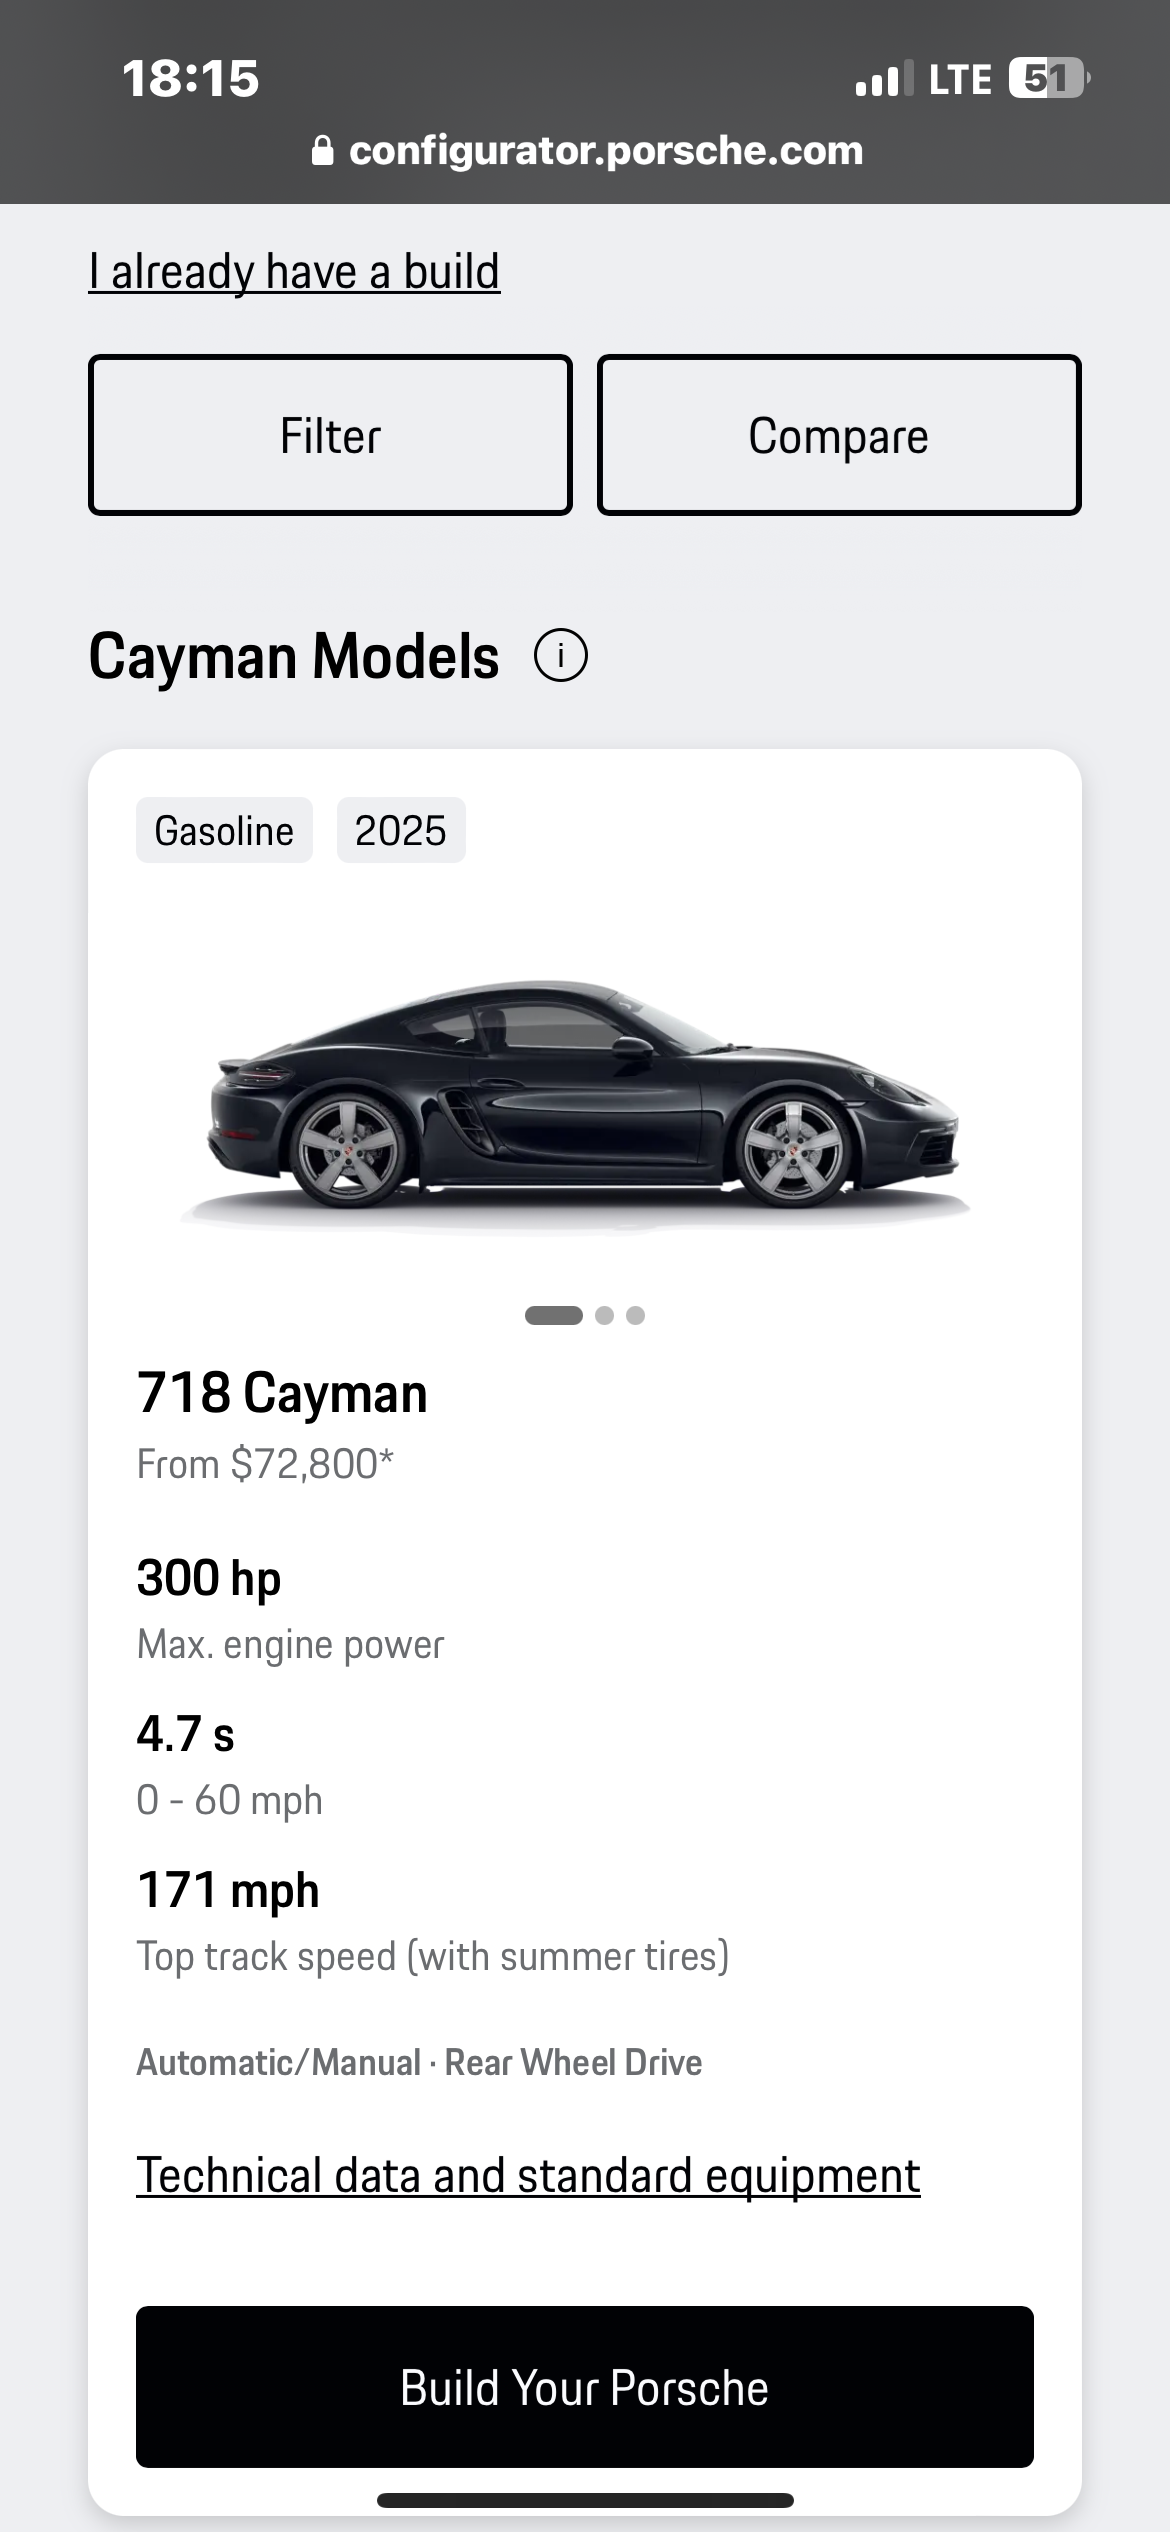 18:15
LTE 51
configurator.porsche.com
I already have a build
Filter
Compare
Cayman Models i
Gasoline 2025
718 Cayman
From $72,800*
300 hp
Max. engine power
4.7 s
0 - 60 mph
171 mph
Top track speed (with summer tires)
Automatic/Manual · Rear Wheel Drive
Technical data and standard equipment
Build Your Porsche